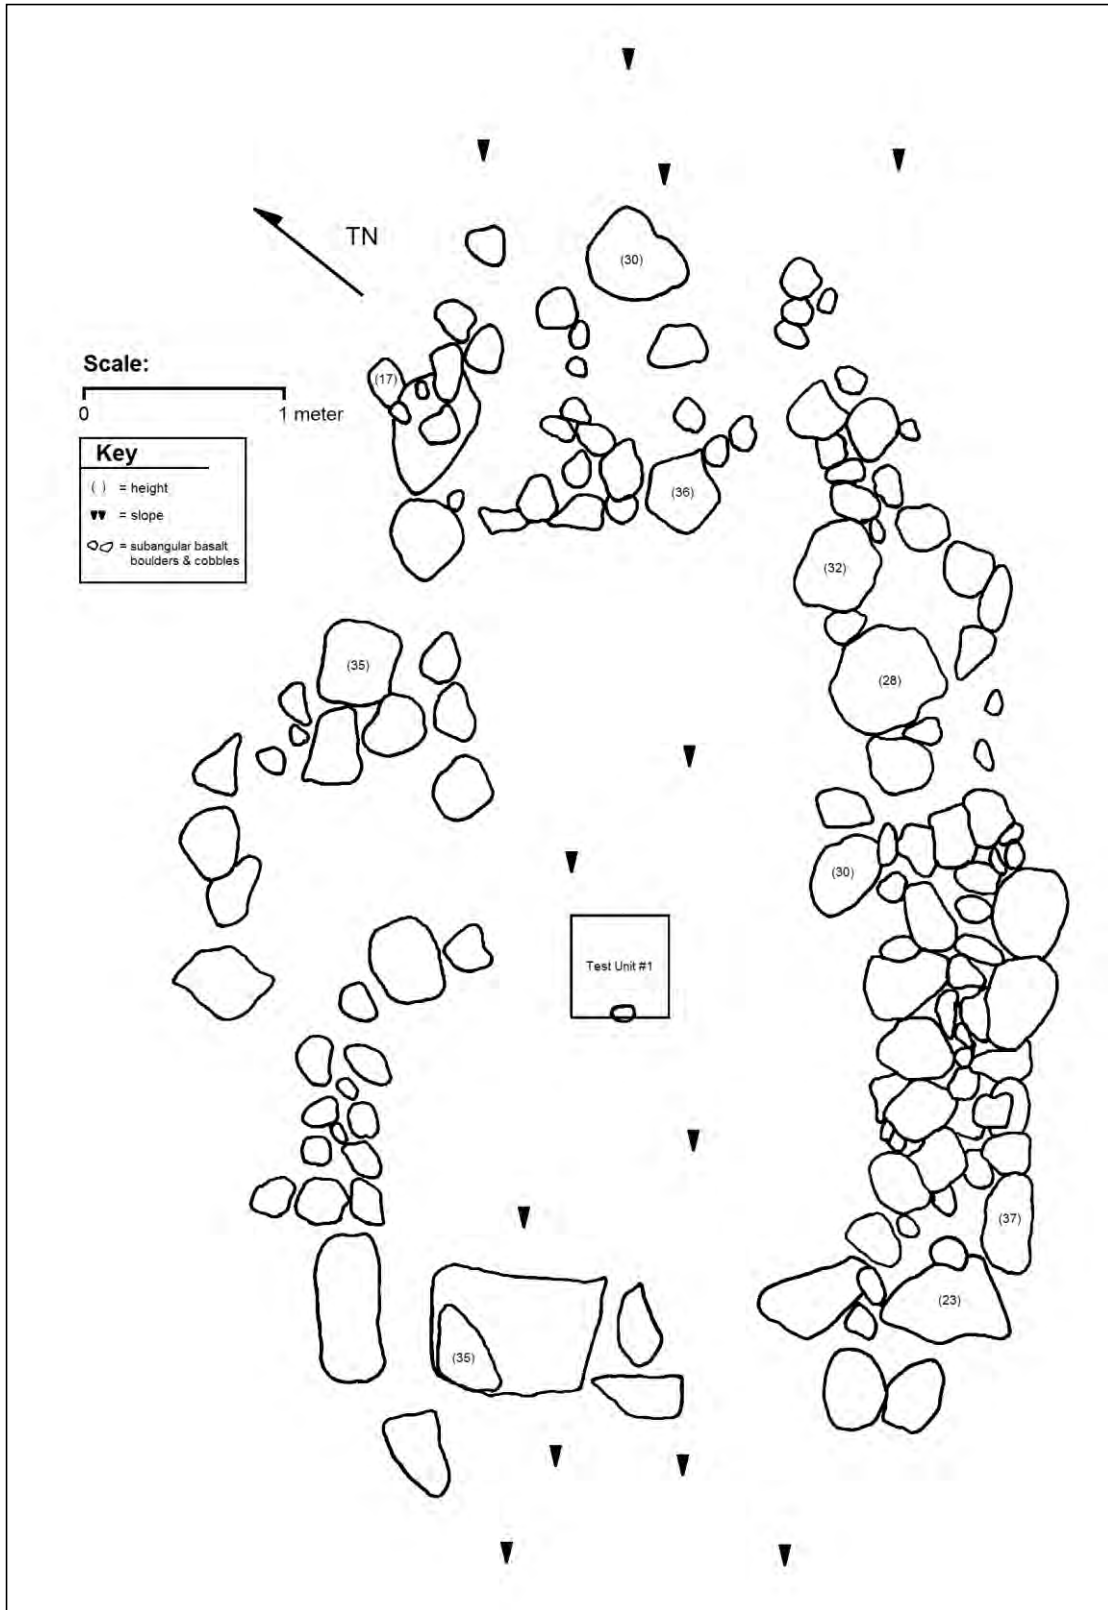 TN
(30)
Scale:
0 1 meter
(17)
Key
( ) = height
= slope
= subangular basalt
boulders & cobbles
(36)
(32)
(35)
(28)
(30)
Test Unit #1
(37)
(23)
(35)